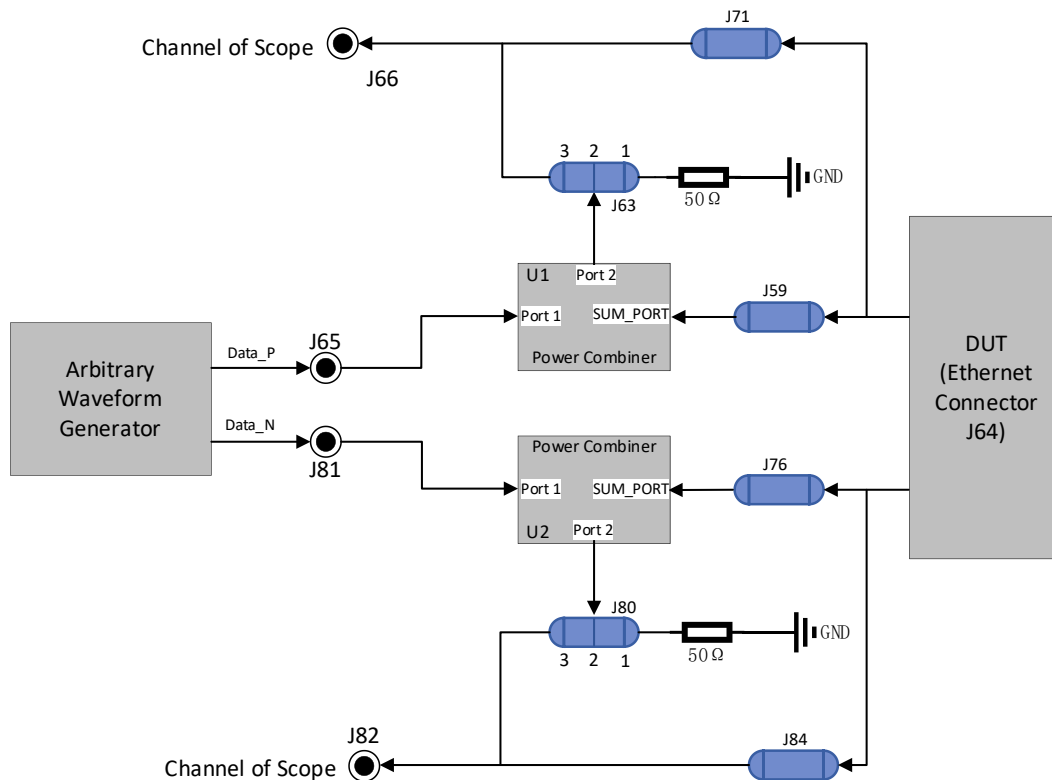 J71
Channel of Scope
J66
3 2 1
J63
50Ω
GND
U1
Port 2
Port 1
SUM_PORT
Power Combiner
J59
Arbitrary
Waveform
Generator
Data_P
J65
Data_N
J81
DUT
(Ethernet
Connector
J64)
Power Combiner
Port 1
SUM_PORT
U2
Port 2
J76
J80
3 2 1
50Ω
GND
J82
Channel of Scope
J84